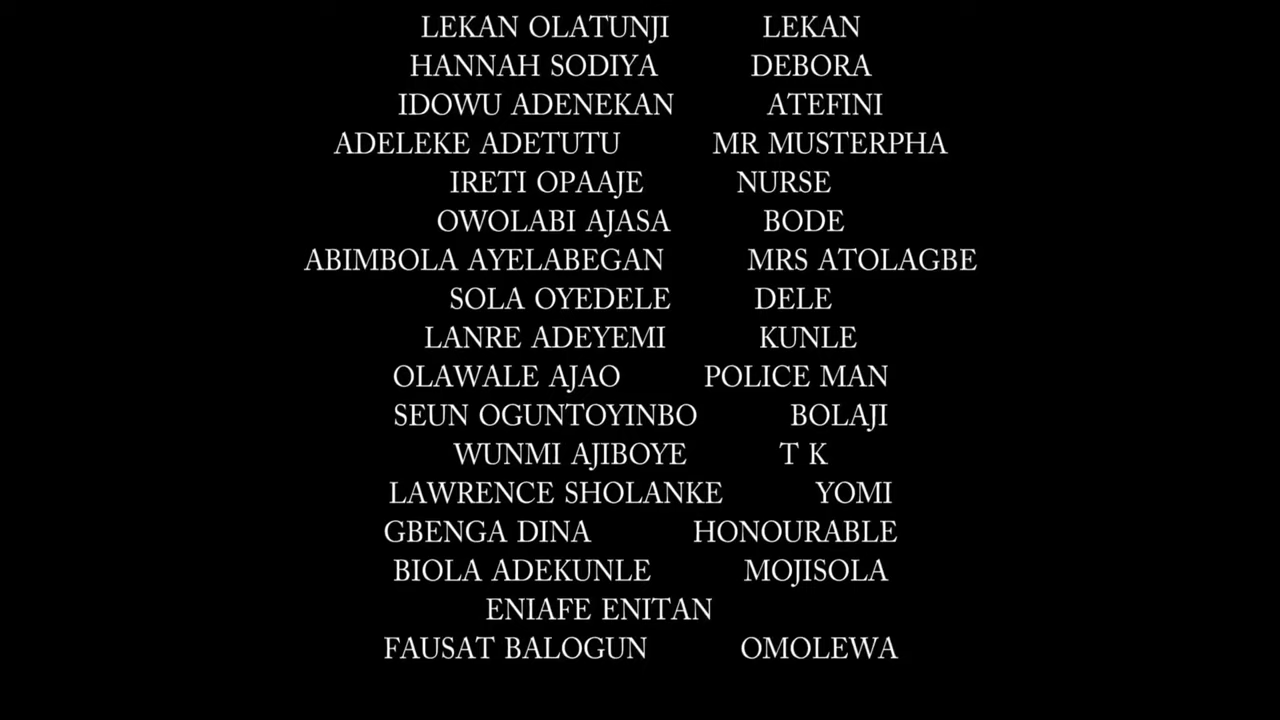 LEKAN OLATUNJI LEKAN
HANNAH SODIYA DEBORA
IDOWU ADENEKAN ATEFINI
ADELEKE ADETUTU MR MUSTERPHA
IRETI OPAAJE NURSE
OWOLABI AJASA BODE
ABIMBOLA AYELABEGAN MRS ATOLAGBE
SOLA OYEDELE DELE
LANRE ADEYEMI KUNLE
OLAWALE AJAO POLICE MAN
SEUN OGUNTOYINBO BOLAJI
WUNMI AJIBOYE T K
LAWRENCE SHOLANKE YOMI
GBENGA DINA HONOURABLE
BIOLA ADEKUNLE MOJISOLA
ENIAFE ENITAN
FAUSAT BALOGUN OMOLEWA